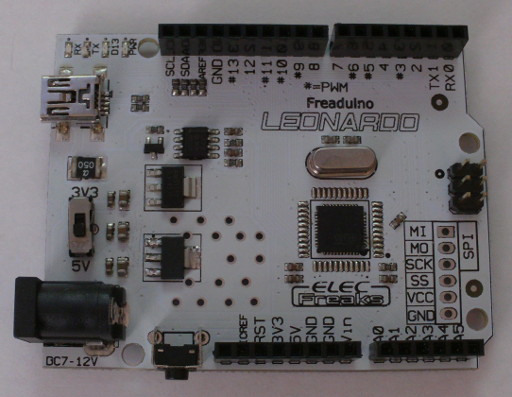 RX
TX
D13
PWR
SCL
SDA
AREF
GND
#13
12
#11
#10
#9
8
7
#6
#5
4
#3
2
TX1
RX0
#=PWM
Freaduino
LEONARDO
050
3V3
5V
MI
MO
SCK
SS
VCC
GND
SPI
ELEC
Freaks
DC7-12V
IOREF
RST
3V3
5V
GND
GND
Vin
A0
A1
A2
A3
A4
A5